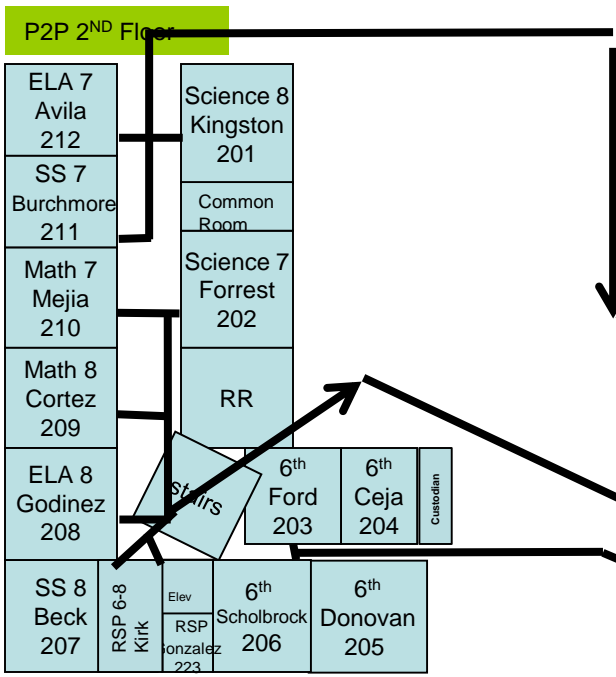 P2P 2ND Floor
ELA 7
Avila
212
Science 8
Kingston
201
SS 7
Burchmore
211
Common
Room
Math 7
Mejia
210
Science 7
Forrest
202
Math 8
Cortez
209
RR
ELA 8
Godinez
208
stairs
6th
Ford
203
6th
Ceja
204
Custodian
SS 8
Beck
207
RSP 6-8
Kirk
Elev
RSP
Gonzalez
223
6th
Scholbrock
206
6th
Donovan
205